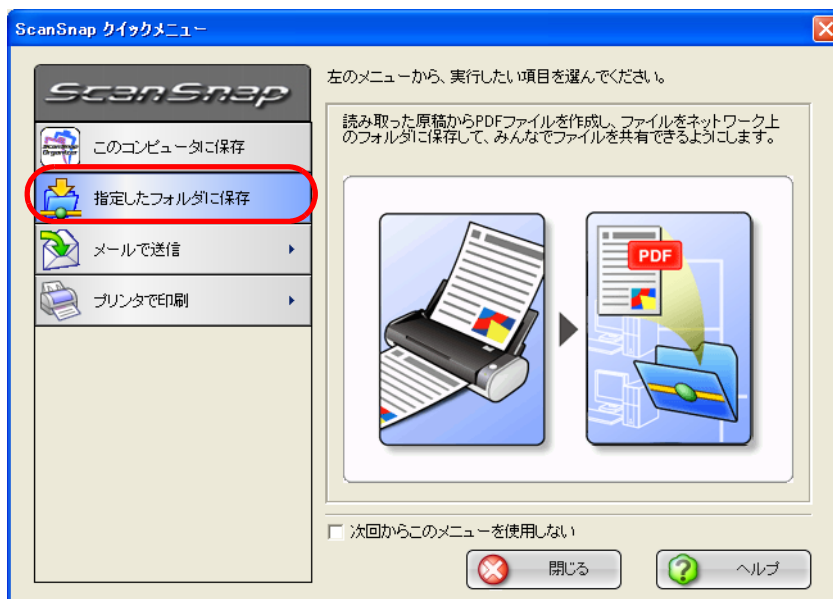 ScanSnap クイックメニュー
ScanSnap
このコンピュータに保存
指定したフォルダに保存
メールで送信
プリンタで印刷
左のメニューから、実行したい項目を選んでください。
読み取った原稿からPDFファイルを作成し、ファイルをネットワーク上
のフォルダに保存して、みんなでファイルを共有できるようにします。
PDF
次回からこのメニューを使用しない
閉じる
ヘルプ